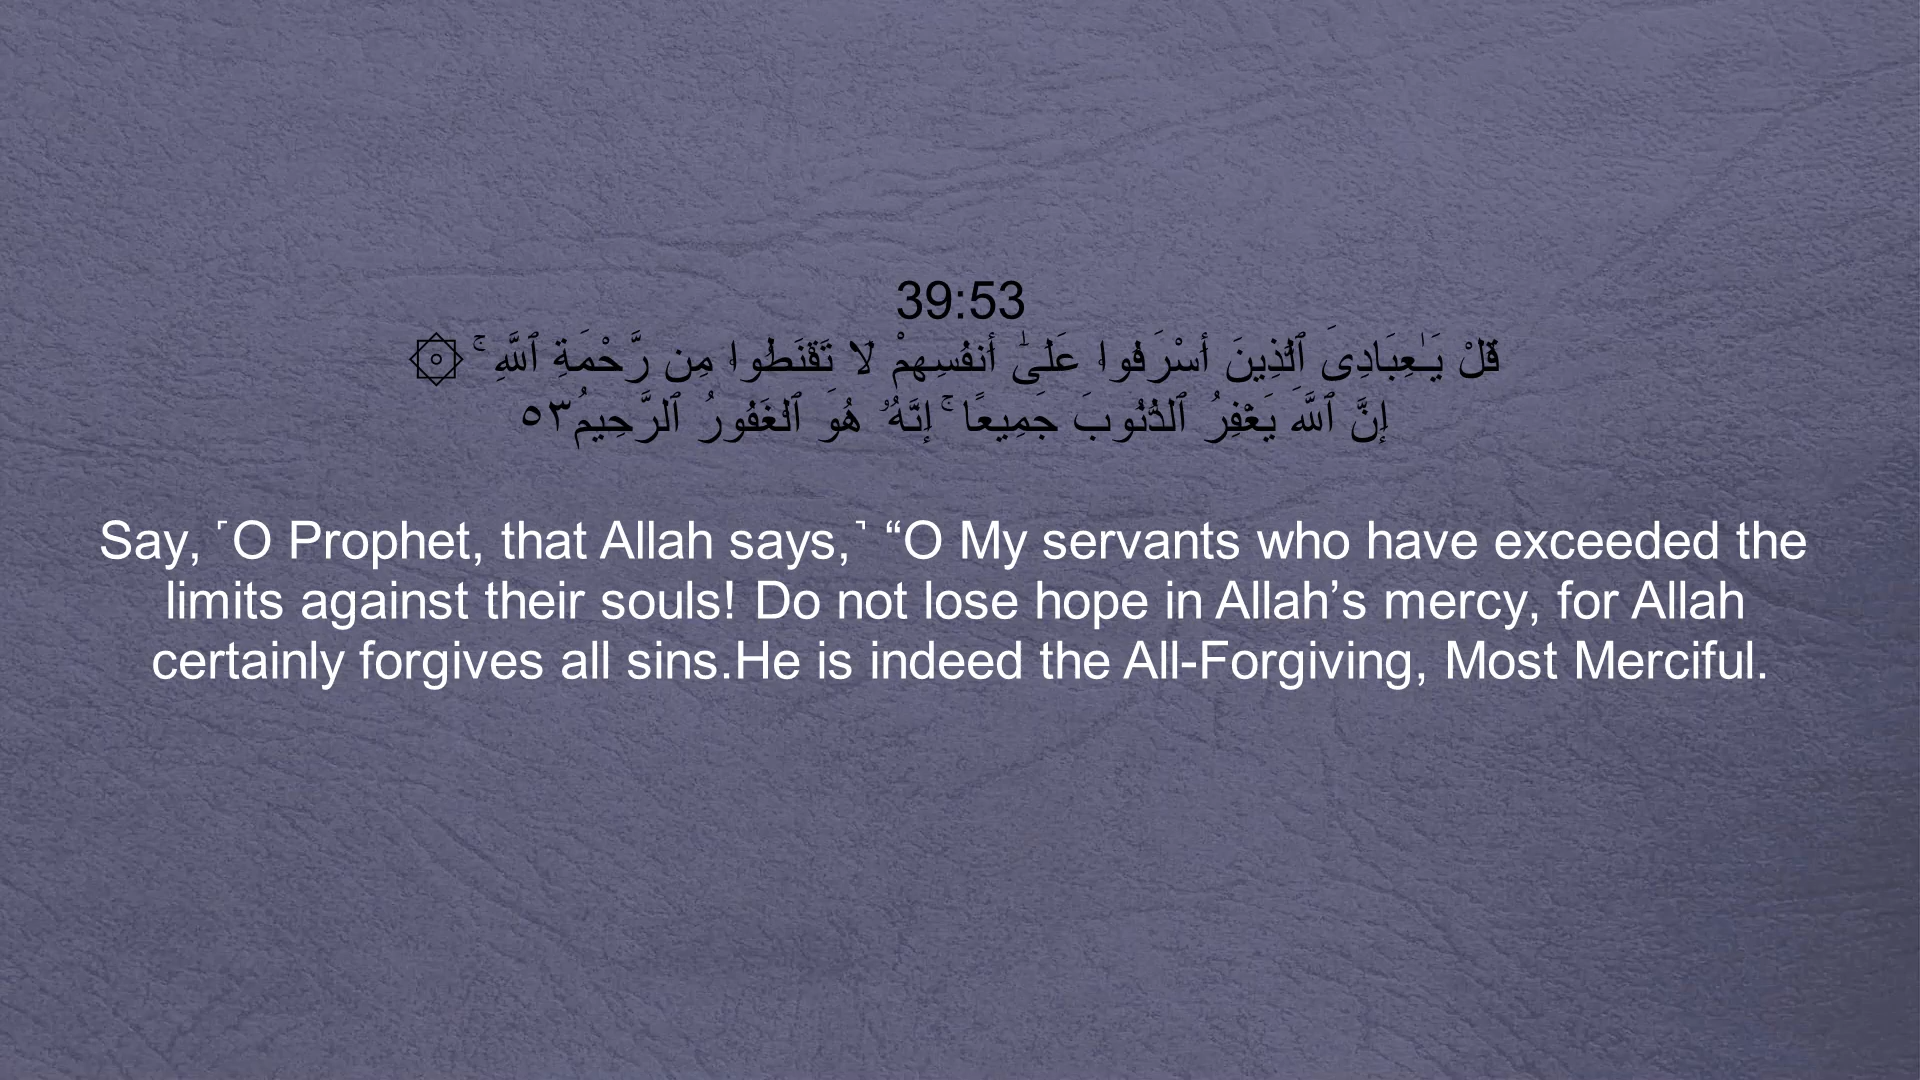 39:53
۞ قُلْ يَـٰعِبَادِىَ ٱلَّذِينَ أَسْرَفُوا۟ عَلَىٰٓ أَنفُسِهِمْ لَا تَقْنَطُوا۟ مِن رَّحْمَةِ ٱللَّهِ ۚ
إِنَّ ٱللَّهَ يَغْفِرُ ٱلذُّنُوبَ جَمِيعًا ۚ إِنَّهُۥ هُوَ ٱلْغَفُورُ ٱلرَّحِيمُ٥٣
Say, ˹O Prophet, that Allah says,˺ “O My servants who have exceeded the
limits against their souls! Do not lose hope in Allah’s mercy, for Allah
certainly forgives all sins.He is indeed the All-Forgiving, Most Merciful.